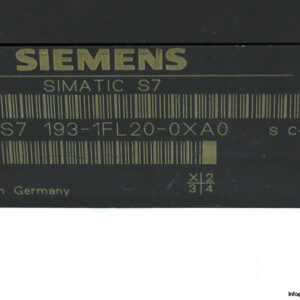 SIEMENS
SIMATIC S7
S7 193-1FL20-0XA0 S C
n Germany
X 2
3 4